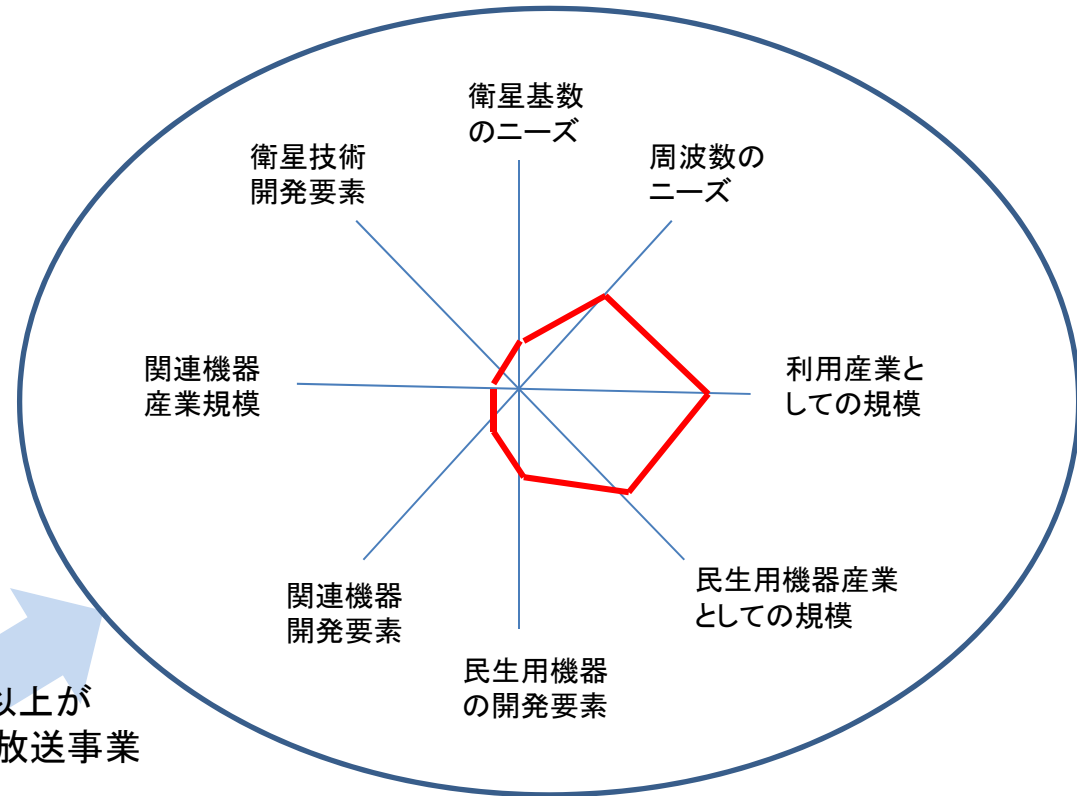 衛星基数
のニーズ
周波数の
ニーズ
衛星技術
開発要素
利用産業と
しての規模
関連機器
産業規模
民生用機器産業
としての規模
関連機器
開発要素
民生用機器
の開発要素
以上が
放送事業